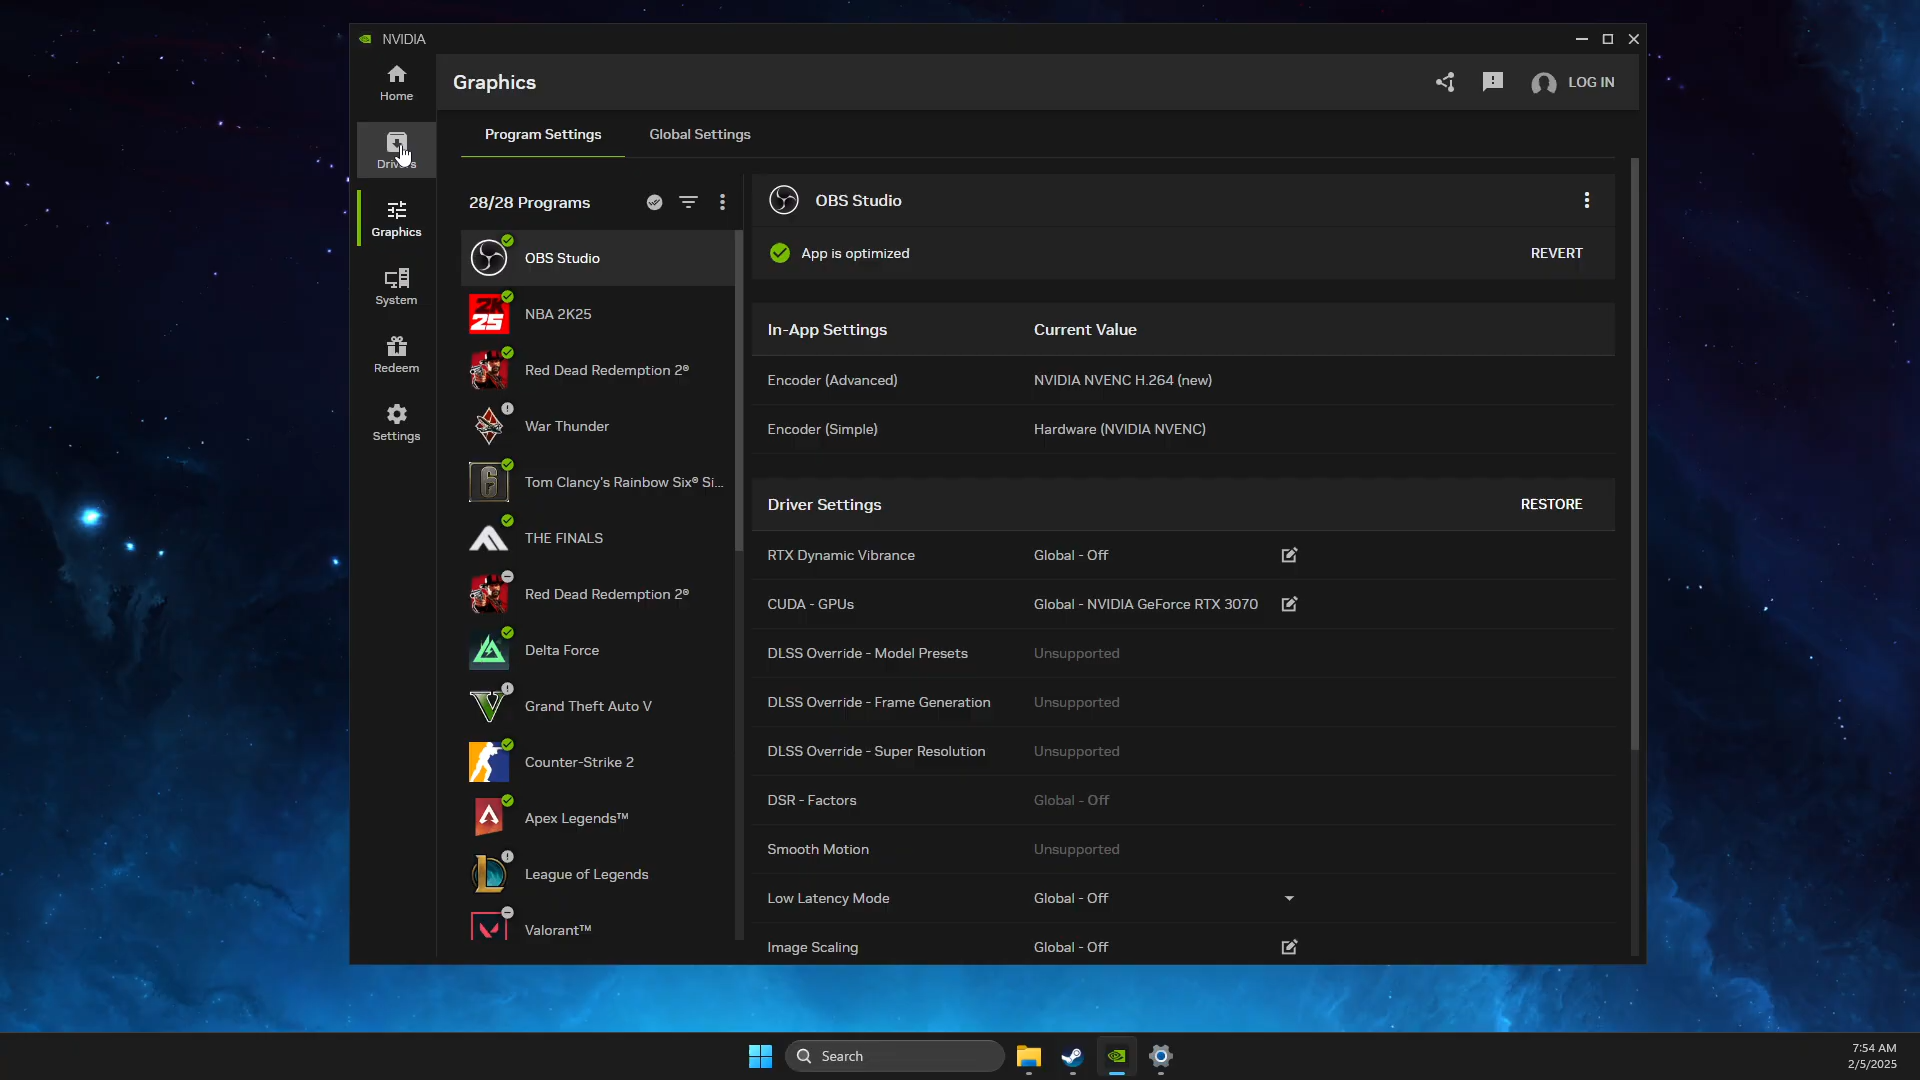 NVIDIA
Home
Drivers
Graphics
System
Redeem
Settings
Graphics
LOG IN
Program Settings
Global Settings
28/28 Programs
OBS Studio
NBA 2K25
Red Dead Redemption 2®
War Thunder
Tom Clancy's Rainbow Six® Si...
THE FINALS
Red Dead Redemption 2®
Delta Force
Grand Theft Auto V
Counter-Strike 2
Apex Legends™
League of Legends
Valorant™
OBS Studio
App is optimized REVERT
In-App Settings Current Value
Encoder (Advanced) NVIDIA NVENC H.264 (new)
Encoder (Simple) Hardware (NVIDIA NVENC)
Driver Settings RESTORE
RTX Dynamic Vibrance Global - Off
CUDA - GPUs Global - NVIDIA GeForce RTX 3070
DLSS Override - Model Presets Unsupported
DLSS Override - Frame Generation Unsupported
DLSS Override - Super Resolution Unsupported
DSR - Factors Global - Off
Smooth Motion Unsupported
Low Latency Mode Global - Off
Image Scaling Global - Off
Search
7:54 AM
2/5/2025